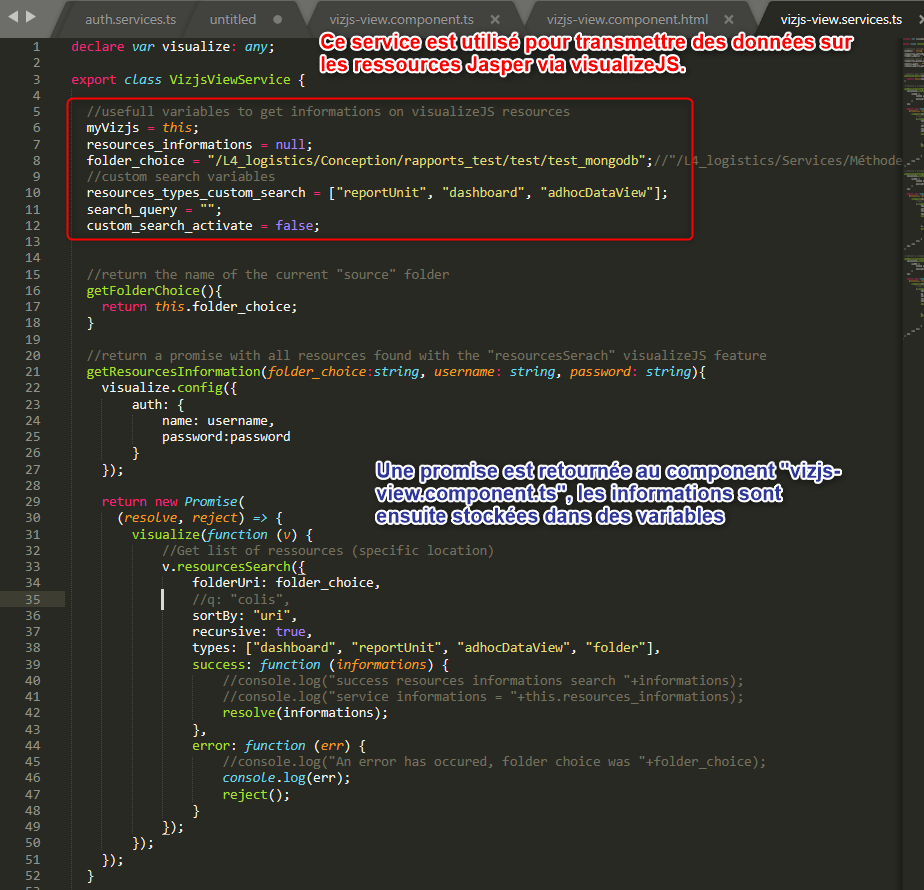 auth.services.ts untitled vizjs-view.component.ts vizjs-view.component.html vizjs-view.services.ts
Ce service est utilisé pour transmettre des données sur
les ressources Jasper via visualizeJS.
1 declare var visualize: any;
2
3 export class VizjsViewService {
4
5 //usefull variables to get informations on visualizeJS resources
6 myVizjs = this;
7 resources_informations = null;
8 folder_choice = "/L4_logistics/Conception/rapports_test/test/test_mongodb";//"/L4_logistics/Services/Méthode
9 //custom search variables
10 resources_types_custom_search = ["reportUnit", "dashboard", "adhocDataView"];
11 search_query = "";
12 custom_search_activate = false;
13
14
15 //return the name of the current "source" folder
16 getFolderChoice(){
17 return this.folder_choice;
18 }
19
20 //return a promise with all resources found with the "resourcesSerach" visualizeJS feature
21 getResourcesInformation(folder_choice:string, username: string, password: string){
22 visualize.config({
23 auth: {
24 name: username,
25 password:password
26 }
27 });
Une promise est retournée au component "vizjs-
view.component.ts", les informations sont
ensuite stockées dans des variables
28
29 return new Promise(
30 (resolve, reject) => {
31 visualize(function (v) {
32 //Get list of ressources (specific location)
33 v.resourcesSearch({
34 folderUri: folder_choice,
35 //q: "colis",
36 sortBy: "uri",
37 recursive: true,
38 types: ["dashboard", "reportUnit", "adhocDataView", "folder"],
39 success: function (informations) {
40 //console.log("success resources informations search "+informations);
41 //console.log("service informations = "+this.resources_informations);
42 resolve(informations);
43 },
44 error: function (err) {
45 //console.log("An error has occured, folder choice was "+folder_choice);
46 console.log(err);
47 reject();
48 }
49 });
50 });
51 });
52 }